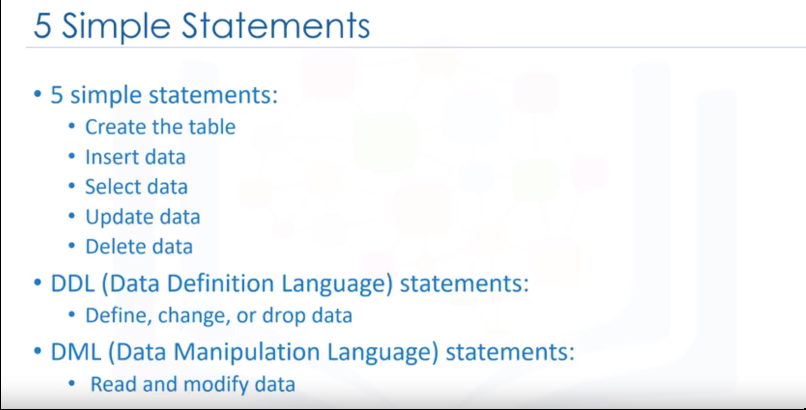 5 Simple Statements
• 5 simple statements:
• Create the table
• Insert data
• Select data
• Update data
• Delete data
• DDL (Data Definition Language) statements:
• Define, change, or drop data
• DML (Data Manipulation Language) statements:
• Read and modify data